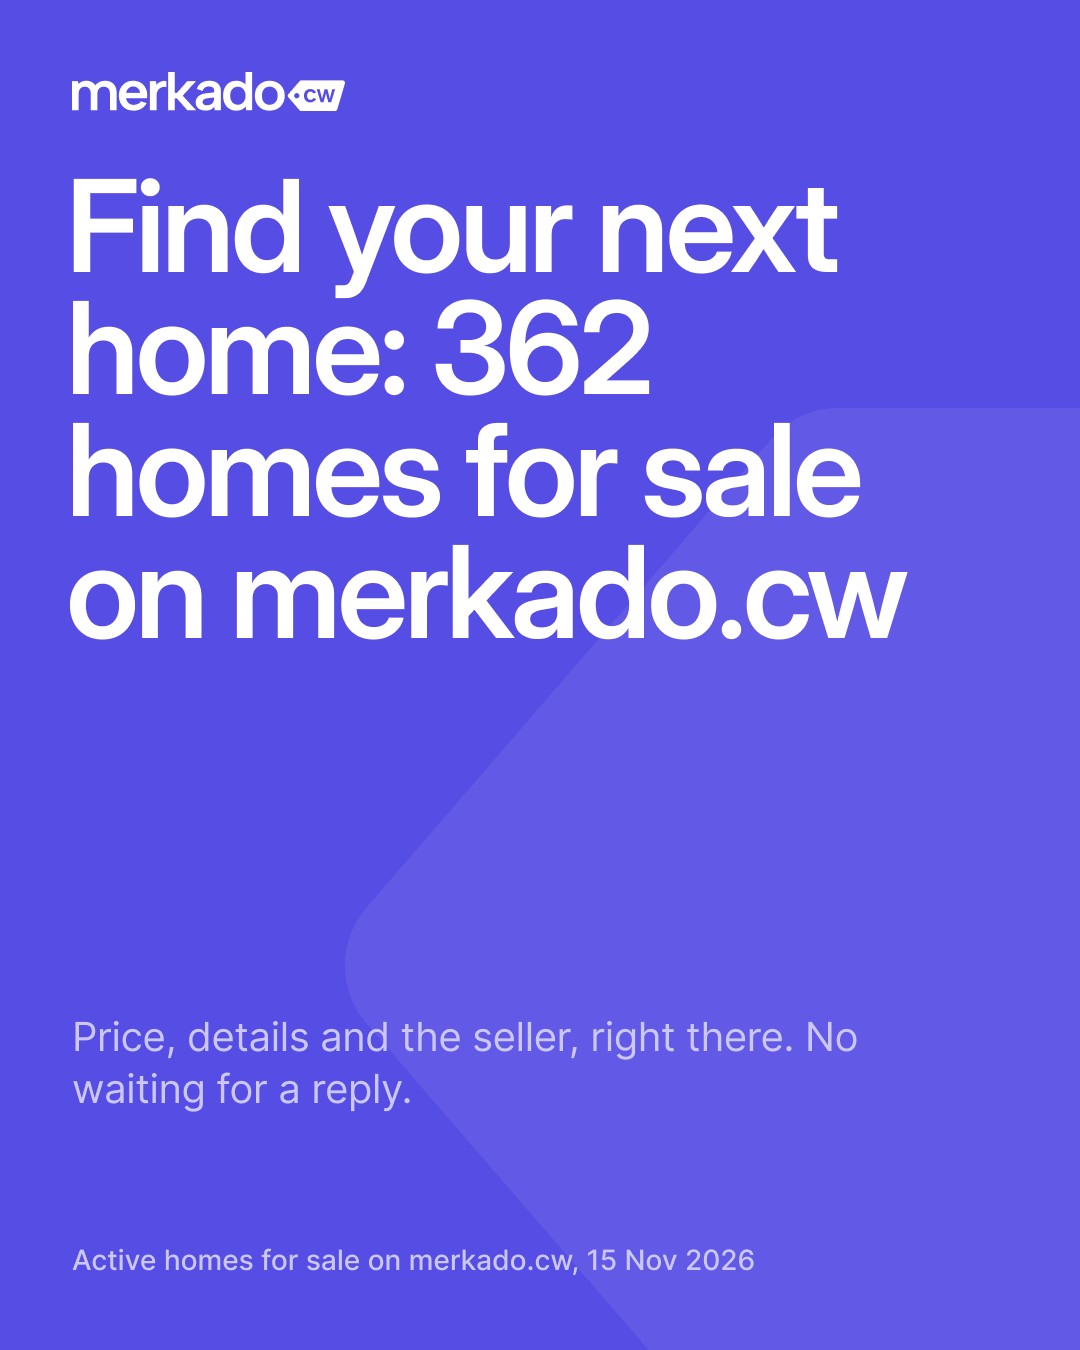 merkado cw
Find your next
home: 362
homes for sale
on merkado.cw
Price, details and the seller, right there. No
waiting for a reply.
Active homes for sale on merkado.cw, 15 Nov 2026